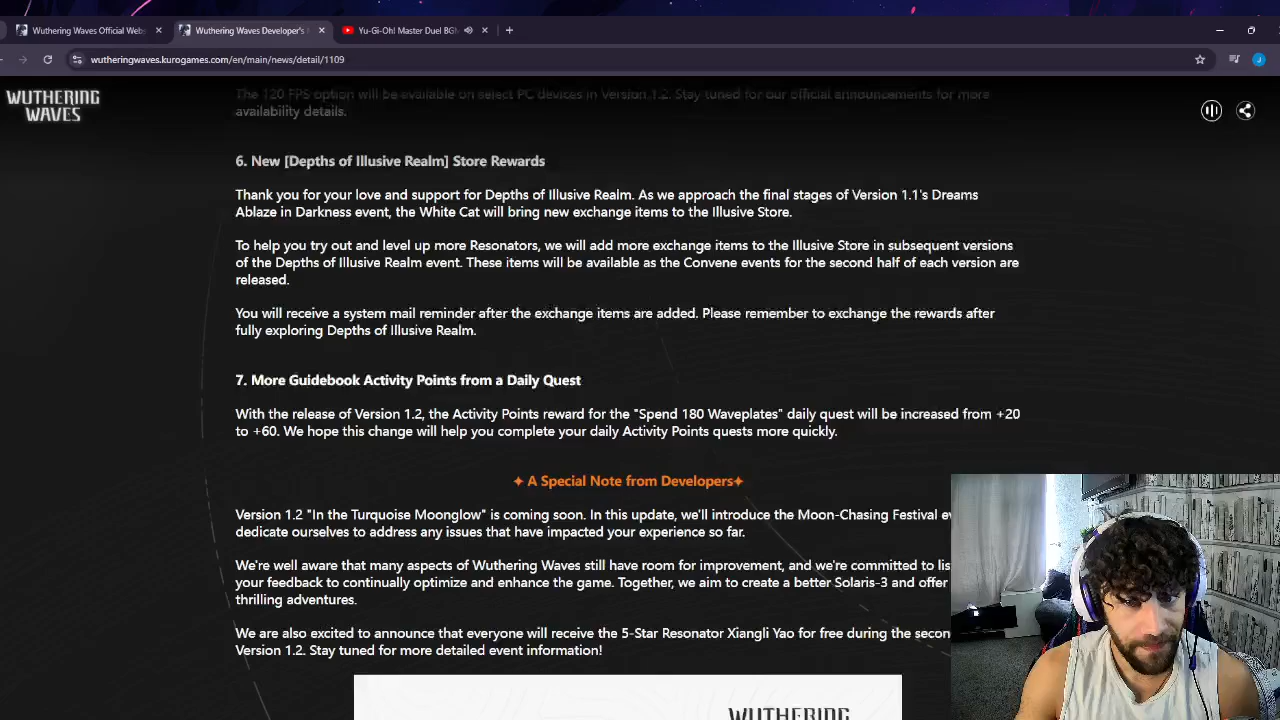 Wuthering Waves Official Webs
Wuthering Waves Developer's
Yu-Gi-Oh! Master Duel BGM
wutheringwaves.kurogames.com/en/main/news/detail/1109
J
WUTHERING
WAVES
The 120 FPS option will be available on select PC devices in Version 1.2. Stay tuned for our official announcements for more
availability details.
6. New [Depths of Illusive Realm] Store Rewards
Thank you for your love and support for Depths of Illusive Realm. As we approach the final stages of Version 1.1's Dreams
Ablaze in Darkness event, the White Cat will bring new exchange items to the Illusive Store.
To help you try out and level up more Resonators, we will add more exchange items to the Illusive Store in subsequent versions
of the Depths of Illusive Realm event. These items will be available as the Convene events for the second half of each version are
released.
You will receive a system mail reminder after the exchange items are added. Please remember to exchange the rewards after
fully exploring Depths of Illusive Realm.
7. More Guidebook Activity Points from a Daily Quest
With the release of Version 1.2, the Activity Points reward for the "Spend 180 Waveplates" daily quest will be increased from +20
to +60. We hope this change will help you complete your daily Activity Points quests more quickly.
✦ A Special Note from Developers✦
Version 1.2 "In the Turquoise Moonglow" is coming soon. In this update, we'll introduce the Moon-Chasing Festival ev
dedicate ourselves to address any issues that have impacted your experience so far.
We're well aware that many aspects of Wuthering Waves still have room for improvement, and we're committed to lis
your feedback to continually optimize and enhance the game. Together, we aim to create a better Solaris-3 and offer
thrilling adventures.
We are also excited to announce that everyone will receive the 5-Star Resonator Xiangli Yao for free during the secon
Version 1.2. Stay tuned for more detailed event information!
WUTHERING